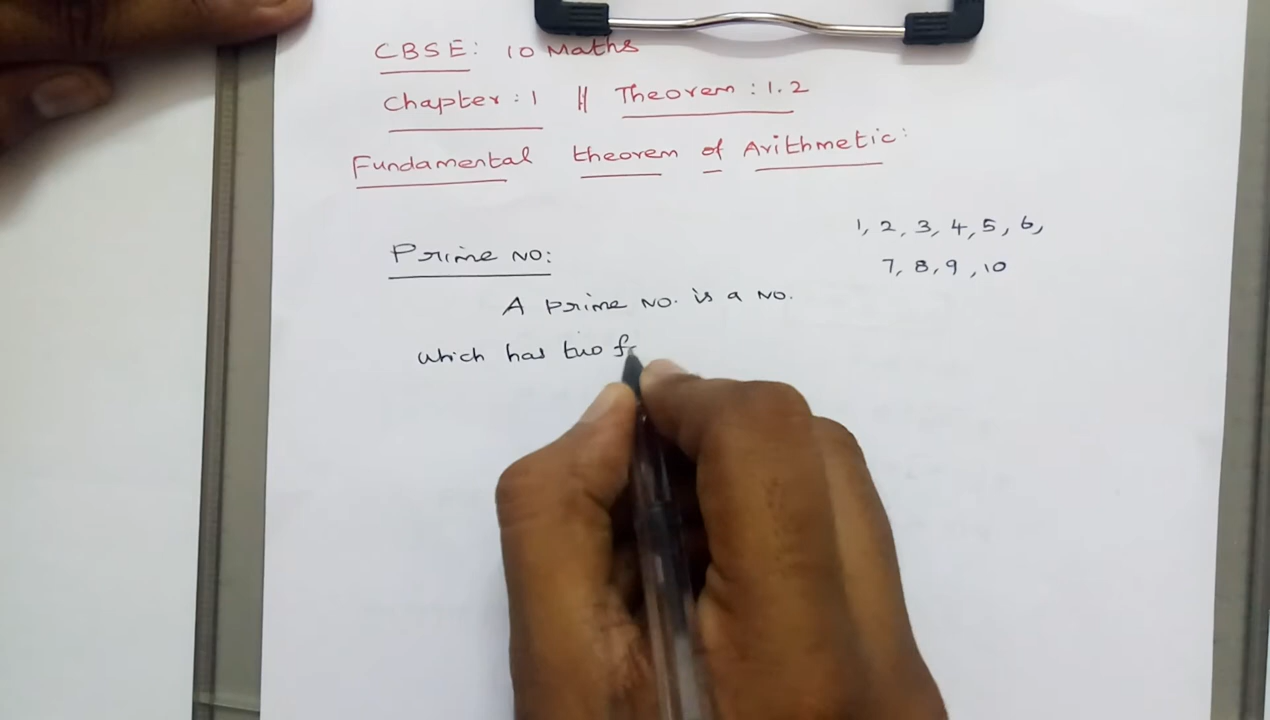 CBSE: 10 Maths
Chapter: 1 || Theorem: 1.2
Fundamental theorem of Arithmetic:
1, 2, 3, 4, 5, 6,
7, 8, 9, 10
Prime NO:
A Prime NO. is a NO.
which has two f